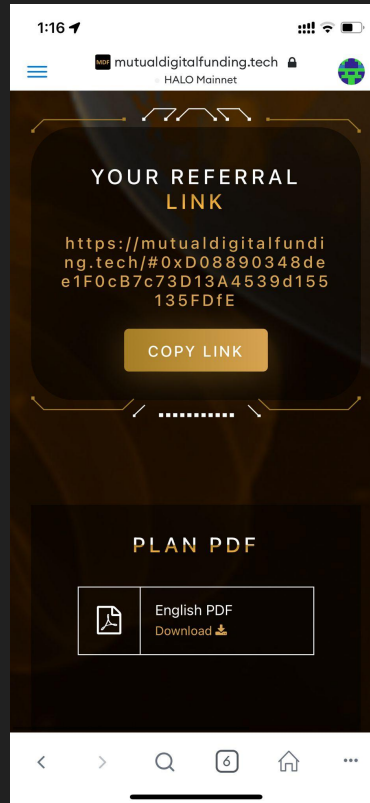 1:16
MDF mutualdigitalfunding.tech
HALO Mainnet
YOUR REFERRAL
LINK
https://mutualdigitalfundi
ng.tech/#0xD08890348de
e1F0cB7c73D13A4539d155
135FDfE
COPY LINK
PLAN PDF
English PDF
Download
6